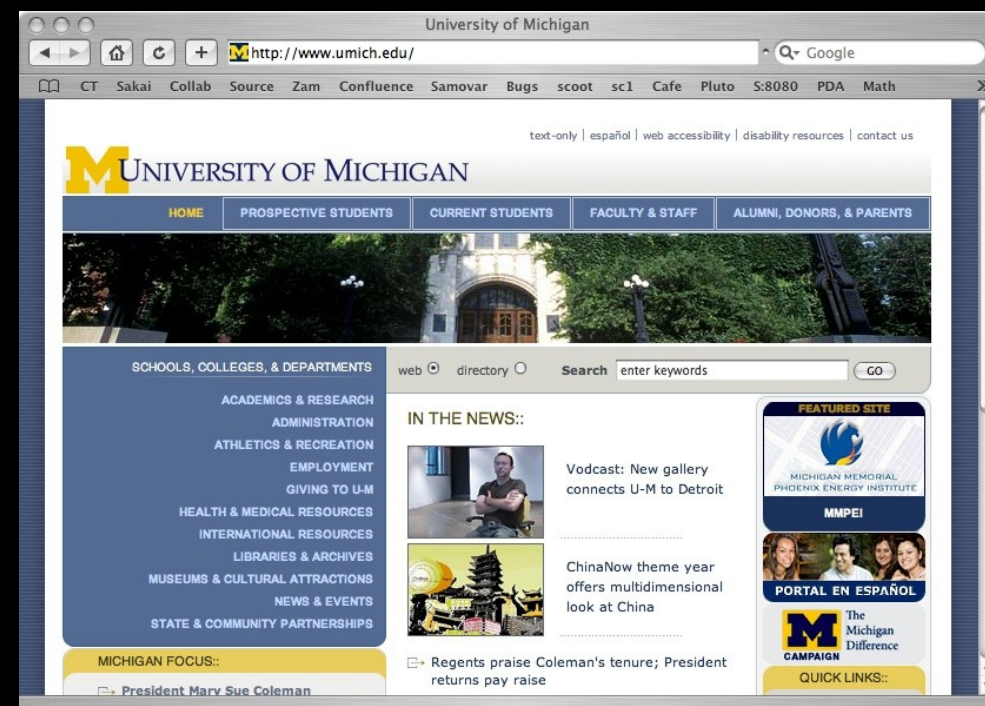 University of Michigan
http://www.umich.edu/
Google
CT Sakai Collab Source Zam Confluence Samovar Bugs scoot sc1 Cafe Pluto S:8080 PDA Math
text-only | español | web accessibility | disability resources | contact us
M UNIVERSITY OF MICHIGAN
HOME PROSPECTIVE STUDENTS CURRENT STUDENTS FACULTY & STAFF ALUMNI, DONORS, & PARENTS
SCHOOLS, COLLEGES, & DEPARTMENTS
ACADEMICS & RESEARCH
ADMINISTRATION
ATHLETICS & RECREATION
EMPLOYMENT
GIVING TO U-M
HEALTH & MEDICAL RESOURCES
INTERNATIONAL RESOURCES
LIBRARIES & ARCHIVES
MUSEUMS & CULTURAL ATTRACTIONS
NEWS & EVENTS
STATE & COMMUNITY PARTNERSHIPS
MICHIGAN FOCUS::
President Mary Sue Coleman
web directory Search enter keywords GO
IN THE NEWS::
Vodcast: New gallery
connects U-M to Detroit
CHINA
ChinaNow theme year
offers multidimensional
look at China
Regents praise Coleman's tenure; President
returns pay raise
FEATURED SITE
MICHIGAN MEMORIAL
PHOENIX ENERGY INSTITUTE
MMPEI
PORTAL EN ESPAÑOL
M
CAMPAIGN
The
Michigan
Difference
QUICK LINKS::